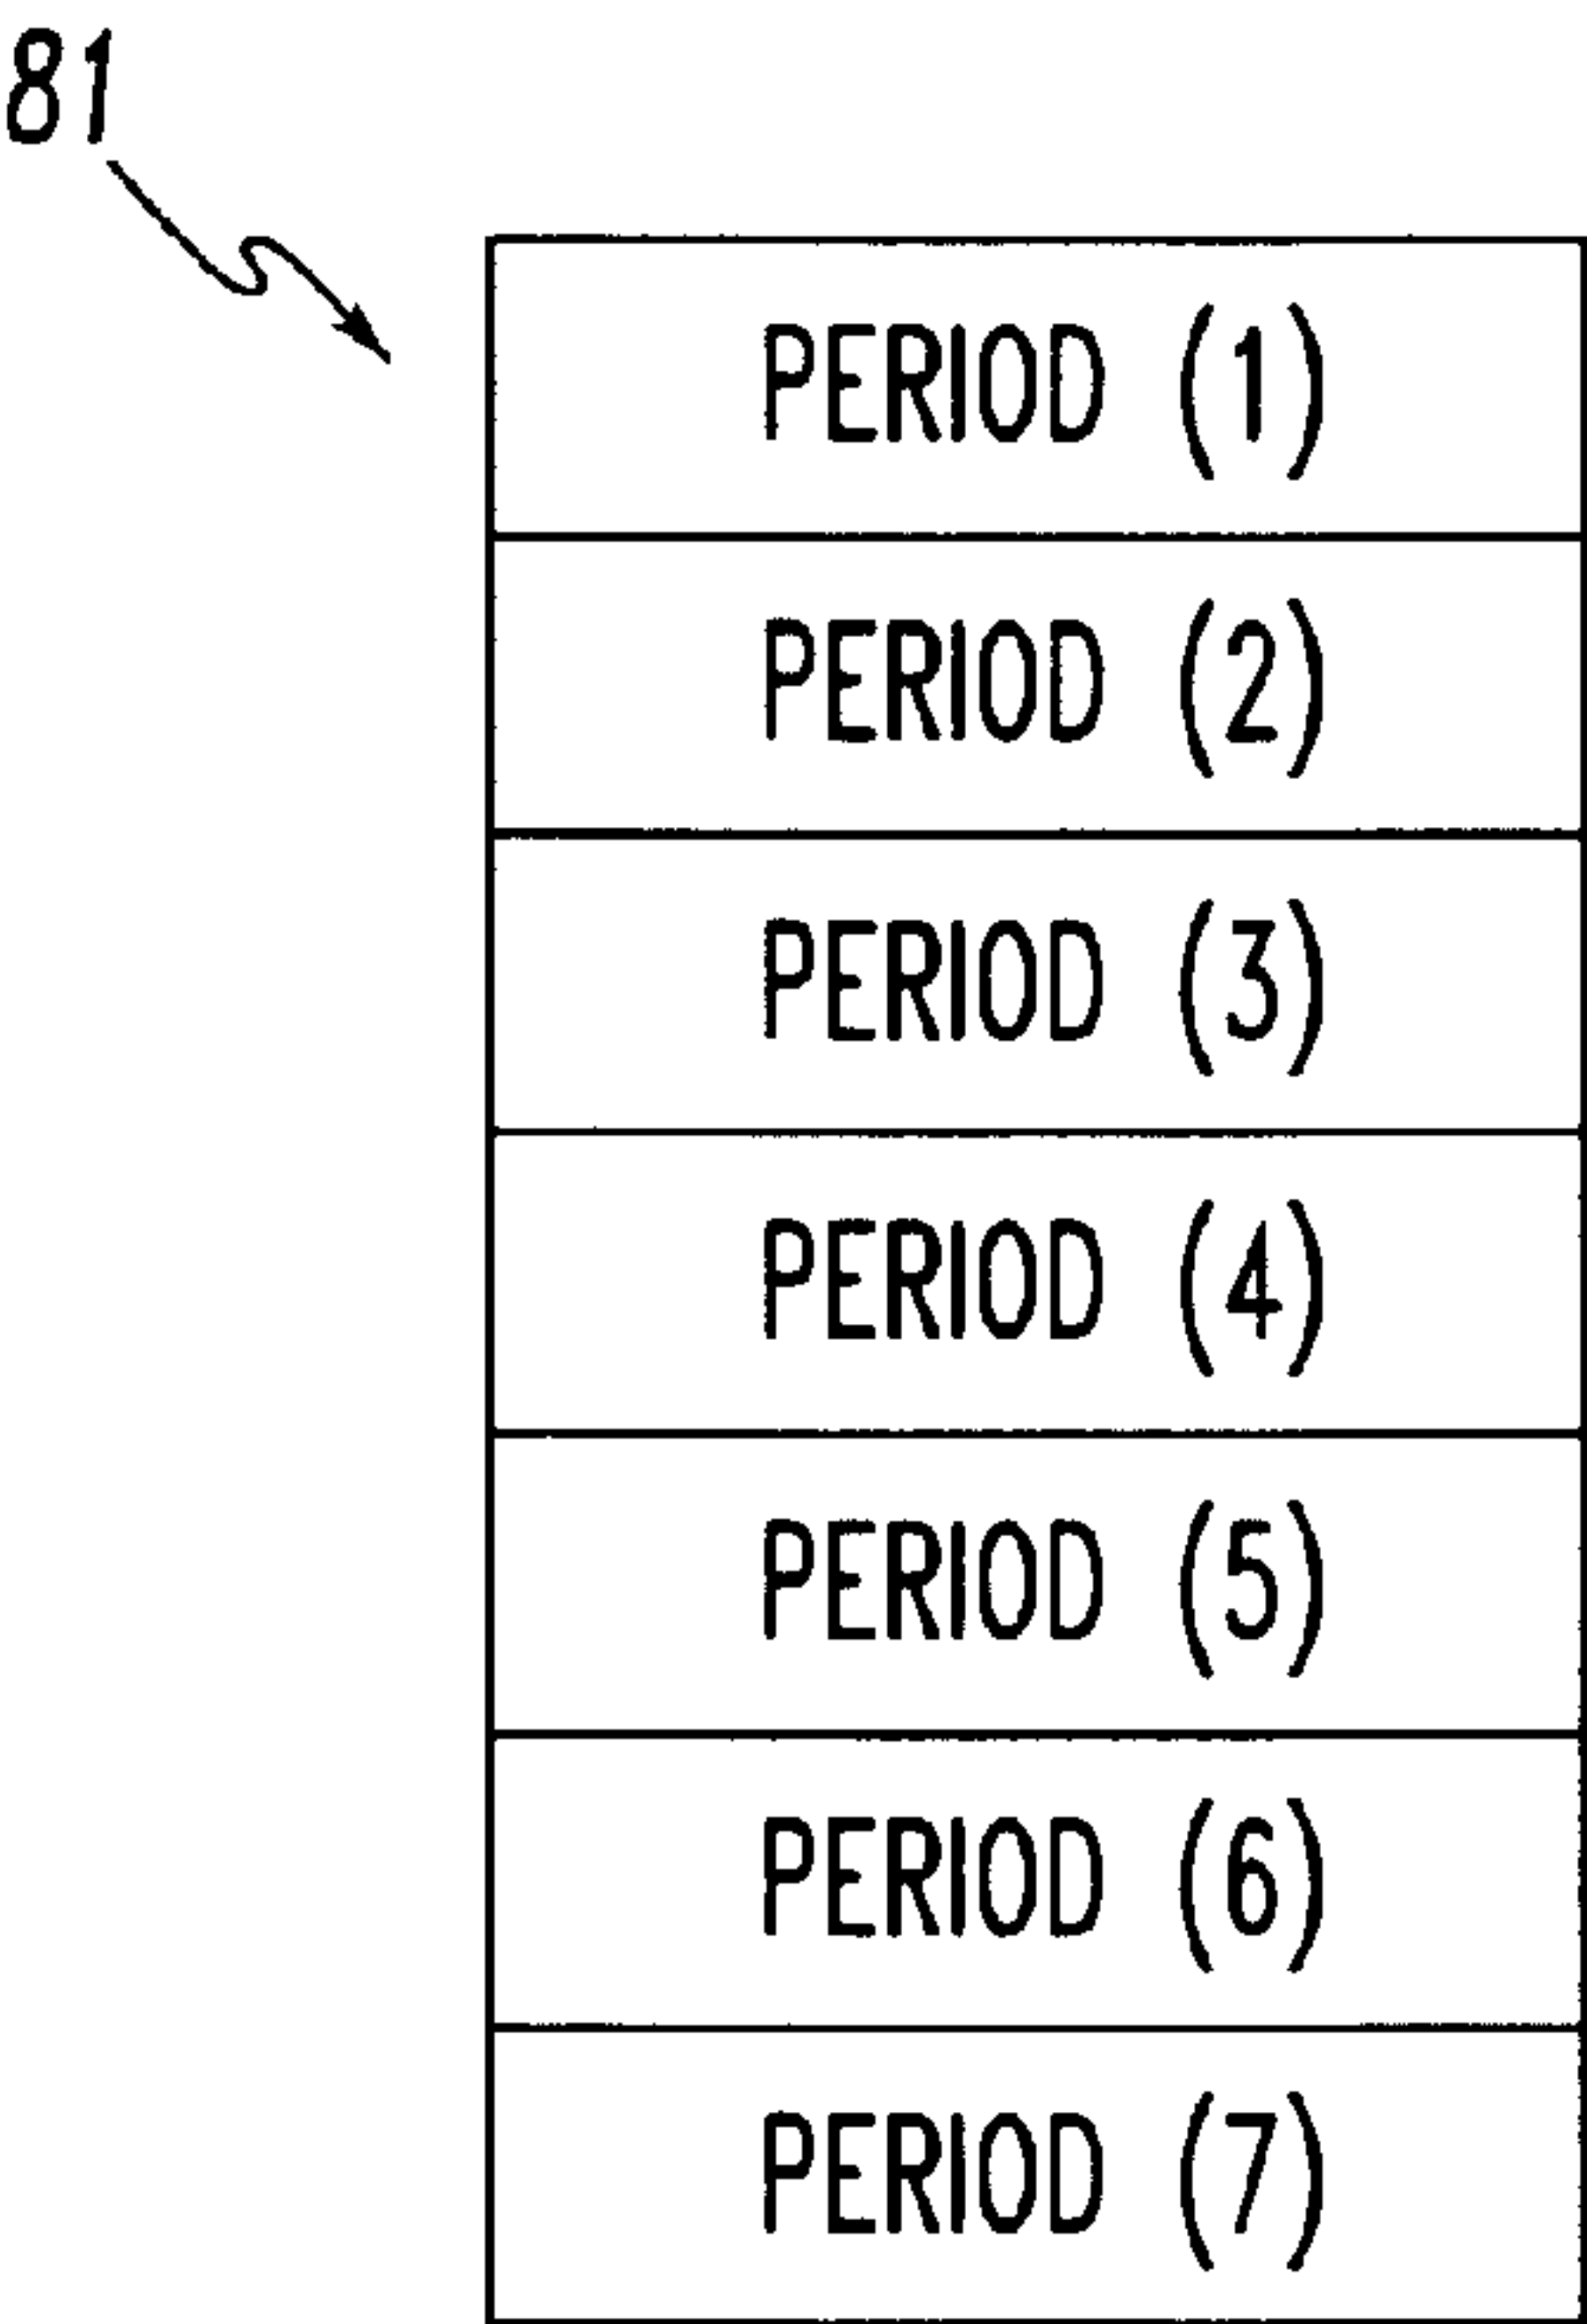 81
PERIOD (1)
PERIOD (2)
PERIOD (3)
PERIOD (4)
PERIOD (5)
PERIOD (6)
PERIOD (7)